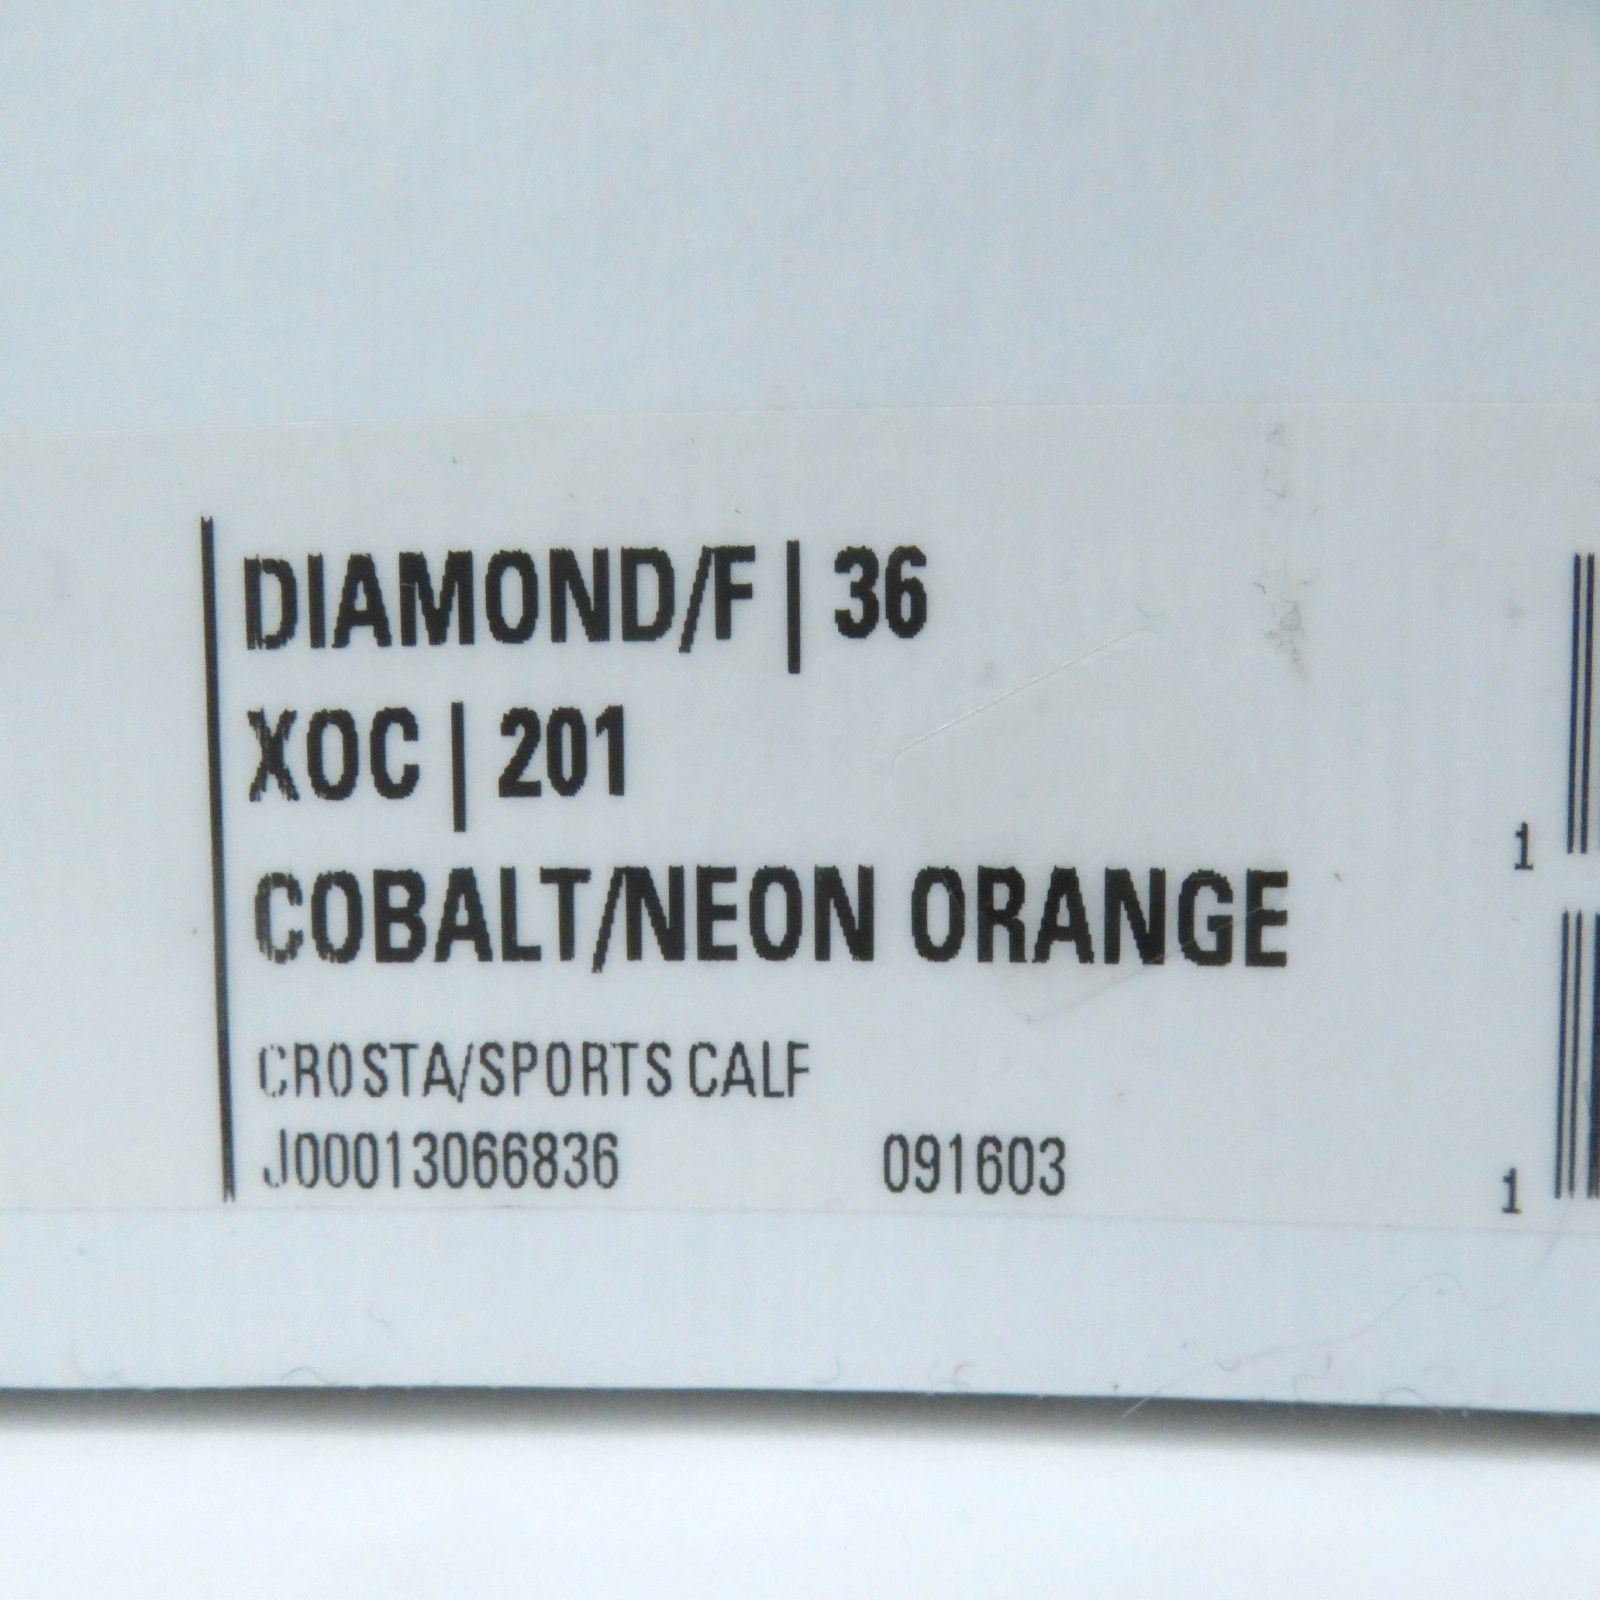 DIAMOND/F | 36
XOC | 201
COBALT/NEON ORANGE
CROSTA/SPORTS CALF
J00013066836 091603
1
1